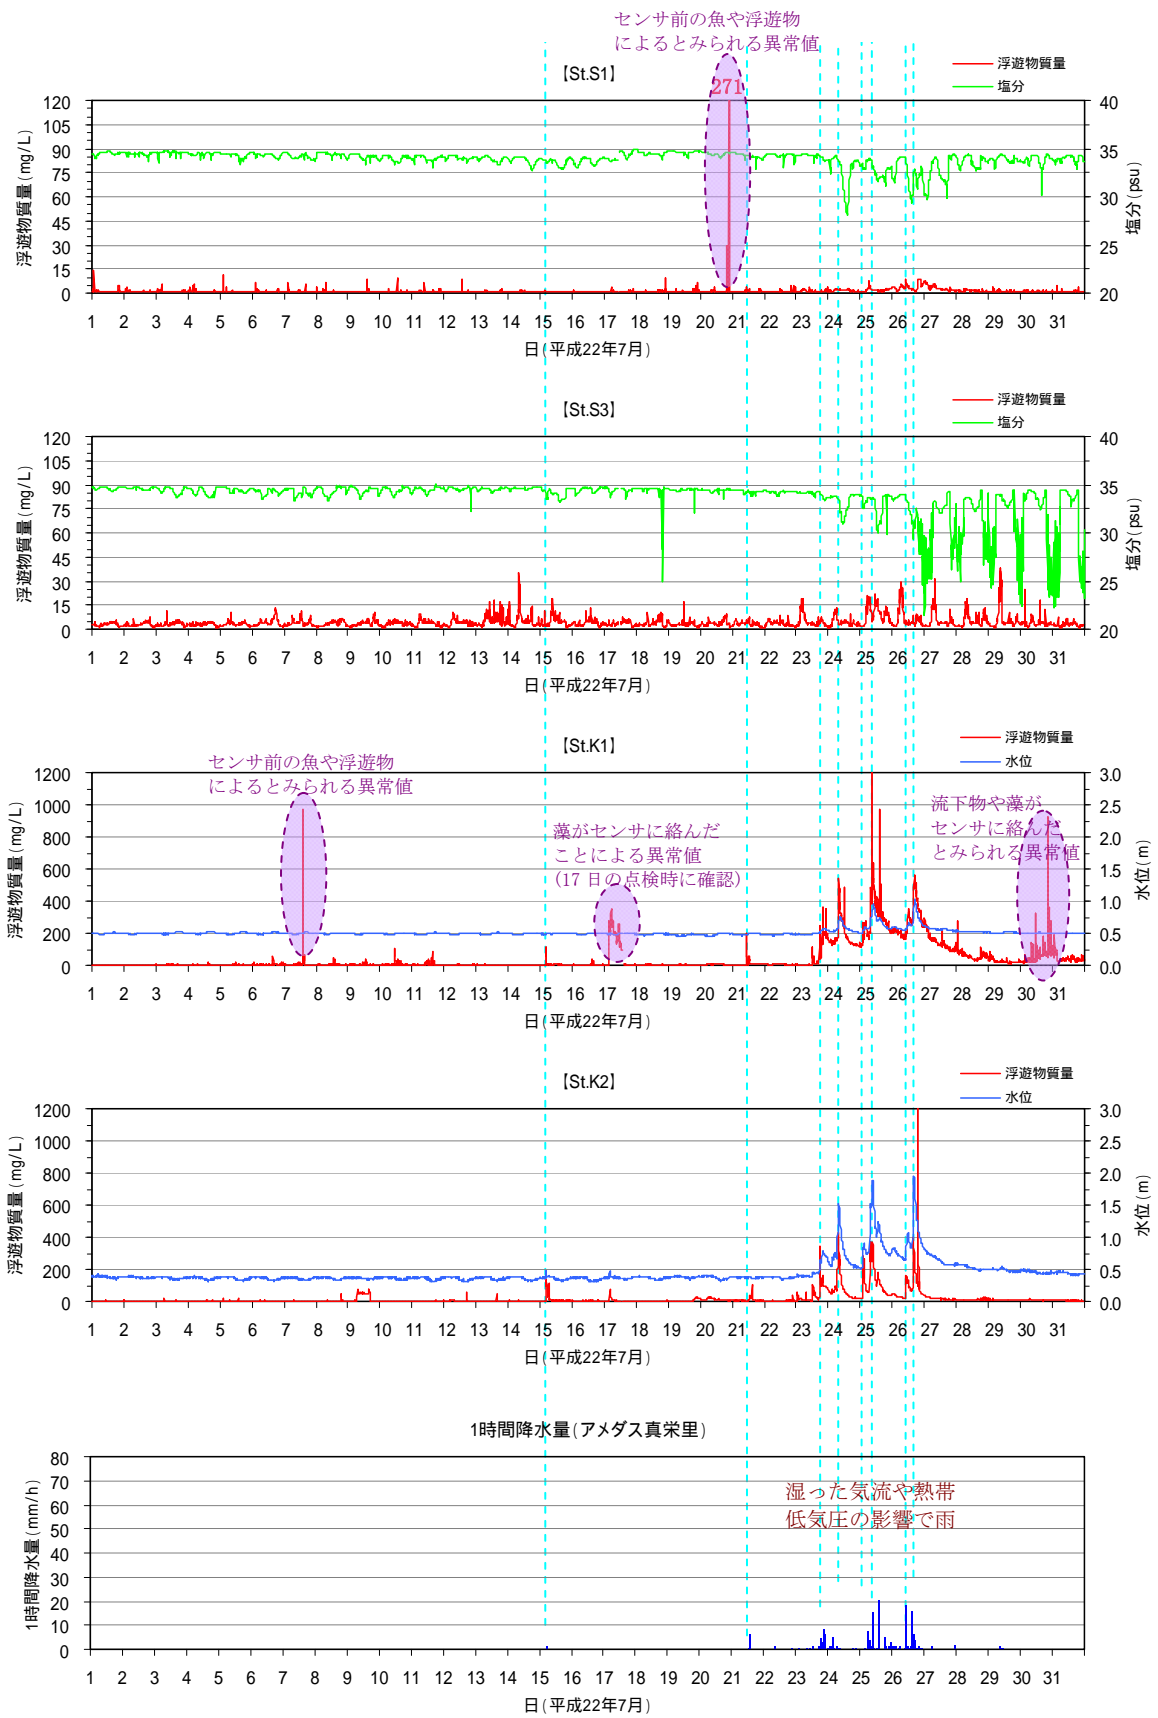 センサ前の魚や浮遊物
によるとみられる異常値
【St.S1】
浮遊物質量
塩分
271
浮遊物質量(mg/L)
120
105
90
75
60
45
30
15
0
塩分(psu)
40
35
30
25
20
1 2 3 4 5 6 7 8 9 10 11 12 13 14 15 16 17 18 19 20 21 22 23 24 25 26 27 28 29 30 31
日(平成22年7月)
【St.S3】
浮遊物質量
塩分
浮遊物質量(mg/L)
120
105
90
75
60
45
30
15
0
塩分(psu)
40
35
30
25
20
1 2 3 4 5 6 7 8 9 10 11 12 13 14 15 16 17 18 19 20 21 22 23 24 25 26 27 28 29 30 31
日(平成22年7月)
【St.K1】
浮遊物質量
水位
センサ前の魚や浮遊物
によるとみられる異常値
藻がセンサに絡んだ
ことによる異常値
(17日の点検時に確認)
流下物や藻が
センサに絡んだ
とみられる異常値
浮遊物質量(mg/L)
1200
1000
800
600
400
200
0
水位(m)
3.0
2.5
2.0
1.5
1.0
0.5
0.0
1 2 3 4 5 6 7 8 9 10 11 12 13 14 15 16 17 18 19 20 21 22 23 24 25 26 27 28 29 30 31
日(平成22年7月)
【St.K2】
浮遊物質量
水位
浮遊物質量(mg/L)
1200
1000
800
600
400
200
0
水位(m)
3.0
2.5
2.0
1.5
1.0
0.5
0.0
1 2 3 4 5 6 7 8 9 10 11 12 13 14 15 16 17 18 19 20 21 22 23 24 25 26 27 28 29 30 31
日(平成22年7月)
1時間降水量(アメダス真栄里)
湿った気流や熱帯
低気圧の影響で雨
1時間降水量(mm/h)
80
70
60
50
40
30
20
10
0
1 2 3 4 5 6 7 8 9 10 11 12 13 14 15 16 17 18 19 20 21 22 23 24 25 26 27 28 29 30 31
日(平成22年7月)